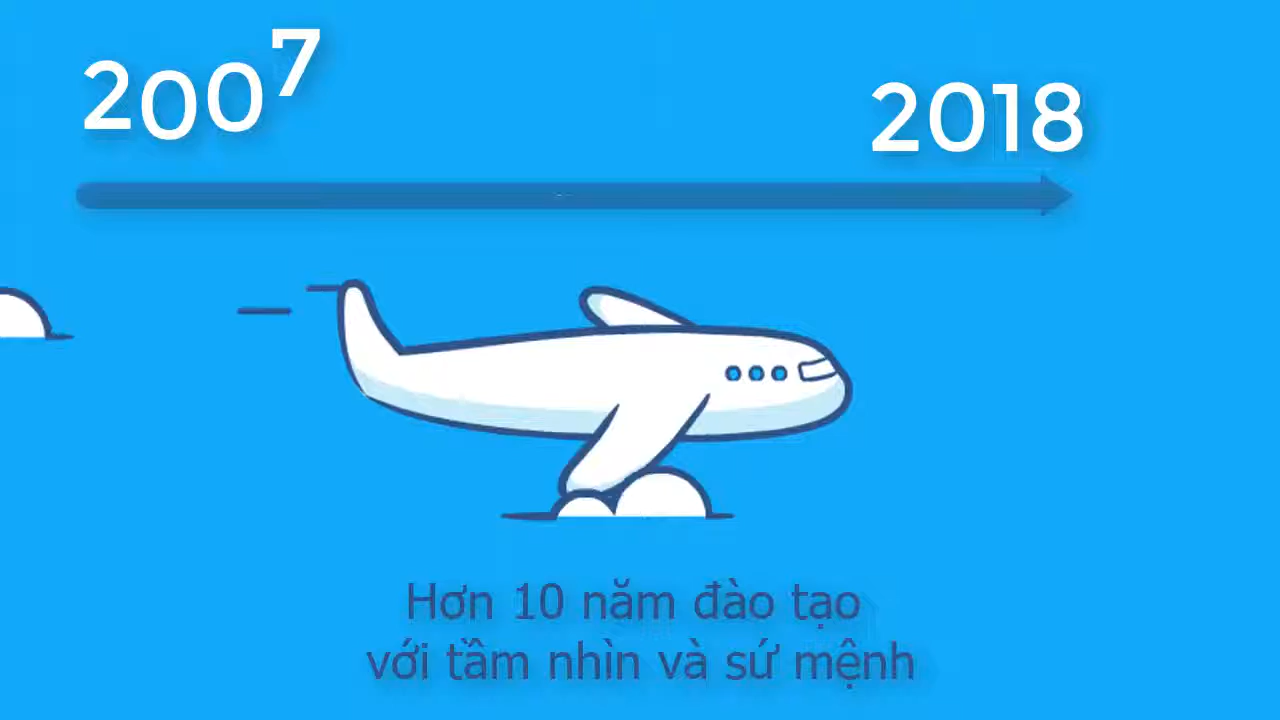 2007
2018
Hơn 10 năm đào tạo
với tầm nhìn và sứ mệnh